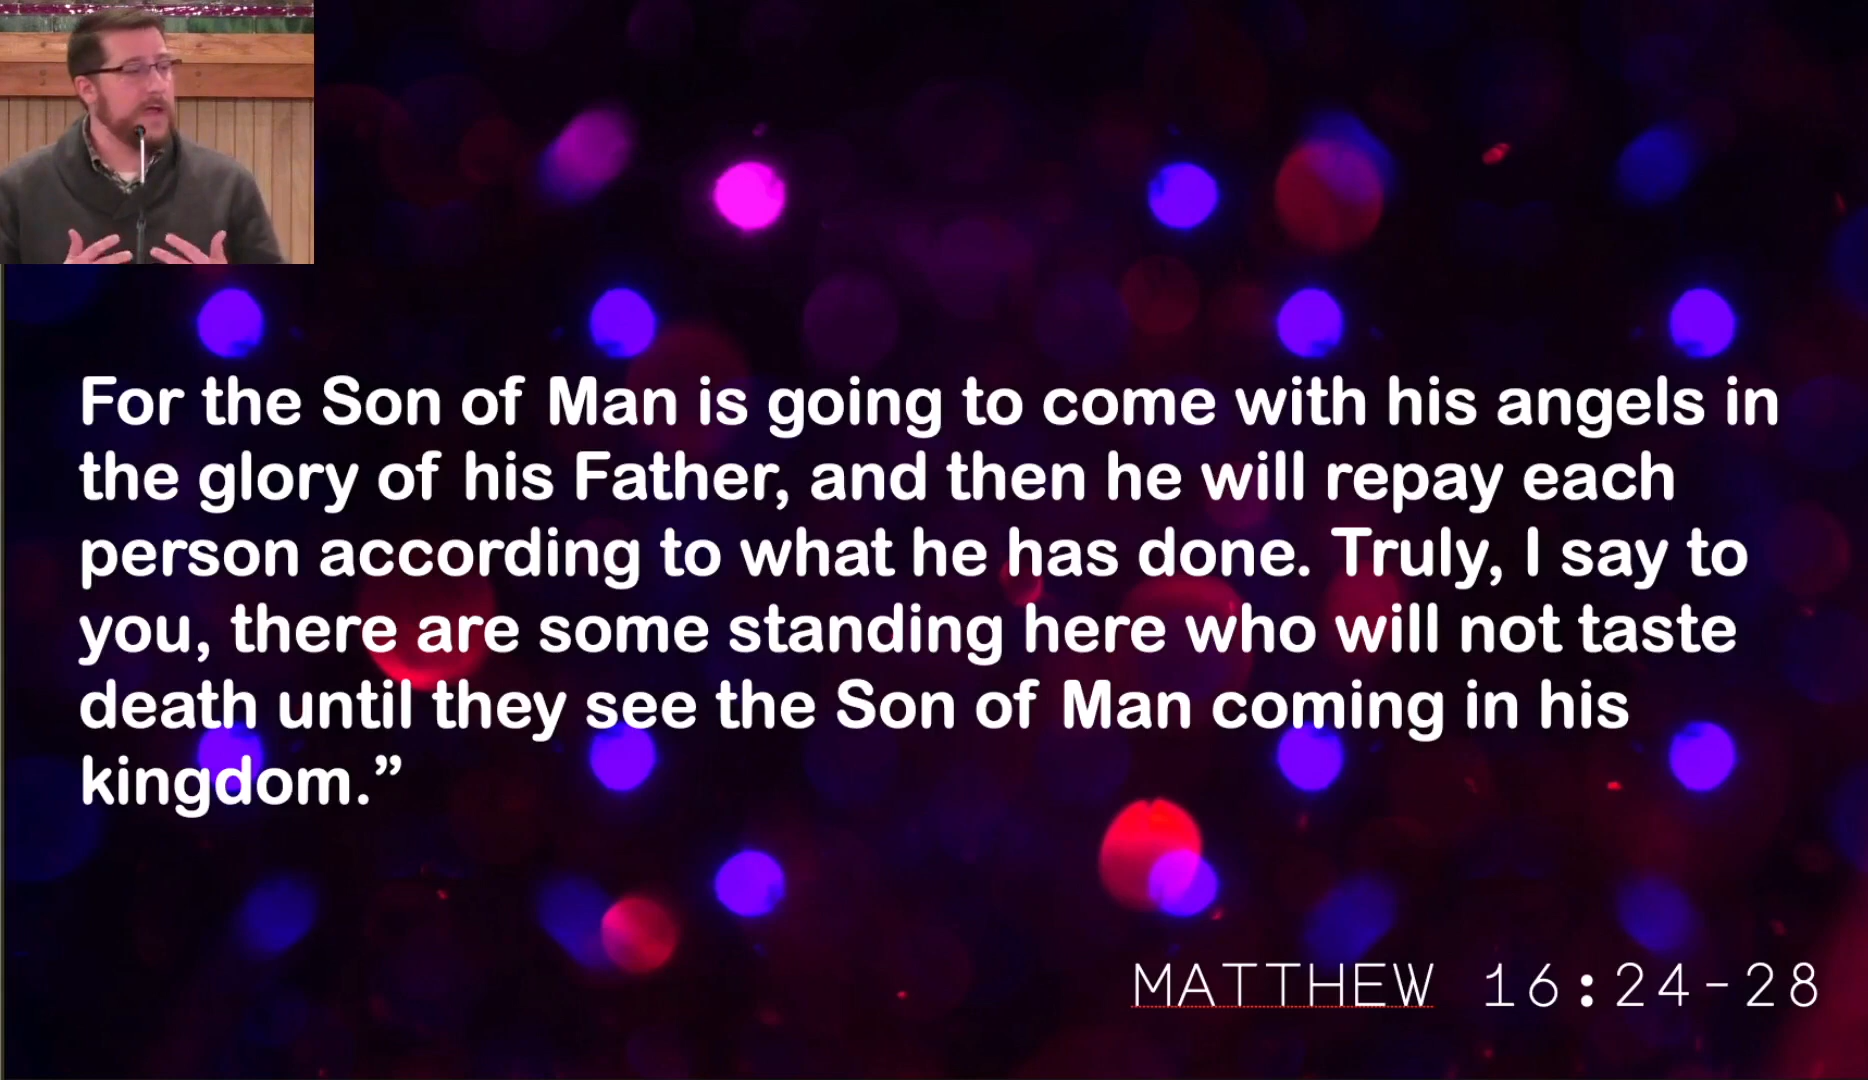 For the Son of Man is going to come with his angels in
the glory of his Father, and then he will repay each
person according to what he has done. Truly, I say to
you, there are some standing here who will not taste
death until they see the Son of Man coming in his
kingdom.”
MATTHEW 16:24-28